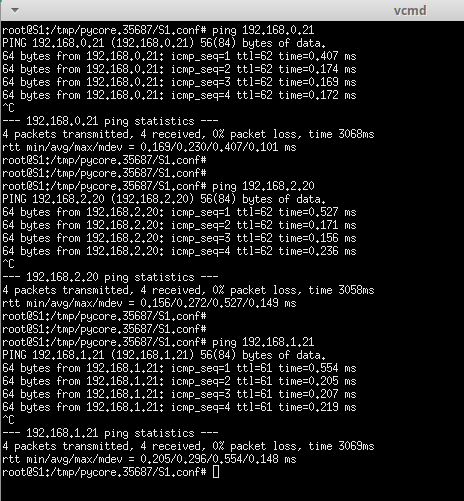 vcmd
root@S1:/tmp/pycore.35687/S1.conf# ping 192.168.0.21
PING 192.168.0.21 (192.168.0.21) 56(84) bytes of data.
64 bytes from 192.168.0.21: icmp_seq=1 ttl=62 time=0.407 ms
64 bytes from 192.168.0.21: icmp_seq=2 ttl=62 time=0.174 ms
64 bytes from 192.168.0.21: icmp_seq=3 ttl=62 time=0.169 ms
64 bytes from 192.168.0.21: icmp_seq=4 ttl=62 time=0.172 ms
^C
--- 192.168.0.21 ping statistics ---
4 packets transmitted, 4 received, 0% packet loss, time 3068ms
rtt min/avg/max/mdev = 0.169/0.230/0.407/0.101 ms
root@S1:/tmp/pycore.35687/S1.conf#
root@S1:/tmp/pycore.35687/S1.conf#
root@S1:/tmp/pycore.35687/S1.conf# ping 192.168.2.20
PING 192.168.2.20 (192.168.2.20) 56(84) bytes of data.
64 bytes from 192.168.2.20: icmp_seq=1 ttl=62 time=0.527 ms
64 bytes from 192.168.2.20: icmp_seq=2 ttl=62 time=0.171 ms
64 bytes from 192.168.2.20: icmp_seq=3 ttl=62 time=0.156 ms
64 bytes from 192.168.2.20: icmp_seq=4 ttl=62 time=0.236 ms
^C
--- 192.168.2.20 ping statistics ---
4 packets transmitted, 4 received, 0% packet loss, time 3058ms
rtt min/avg/max/mdev = 0.156/0.272/0.527/0.149 ms
root@S1:/tmp/pycore.35687/S1.conf#
root@S1:/tmp/pycore.35687/S1.conf#
root@S1:/tmp/pycore.35687/S1.conf# ping 192.168.1.21
PING 192.168.1.21 (192.168.1.21) 56(84) bytes of data.
64 bytes from 192.168.1.21: icmp_seq=1 ttl=61 time=0.554 ms
64 bytes from 192.168.1.21: icmp_seq=2 ttl=61 time=0.205 ms
64 bytes from 192.168.1.21: icmp_seq=3 ttl=61 time=0.207 ms
64 bytes from 192.168.1.21: icmp_seq=4 ttl=61 time=0.219 ms
^C
--- 192.168.1.21 ping statistics ---
4 packets transmitted, 4 received, 0% packet loss, time 3069ms
rtt min/avg/max/mdev = 0.205/0.296/0.554/0.148 ms
root@S1:/tmp/pycore.35687/S1.conf#